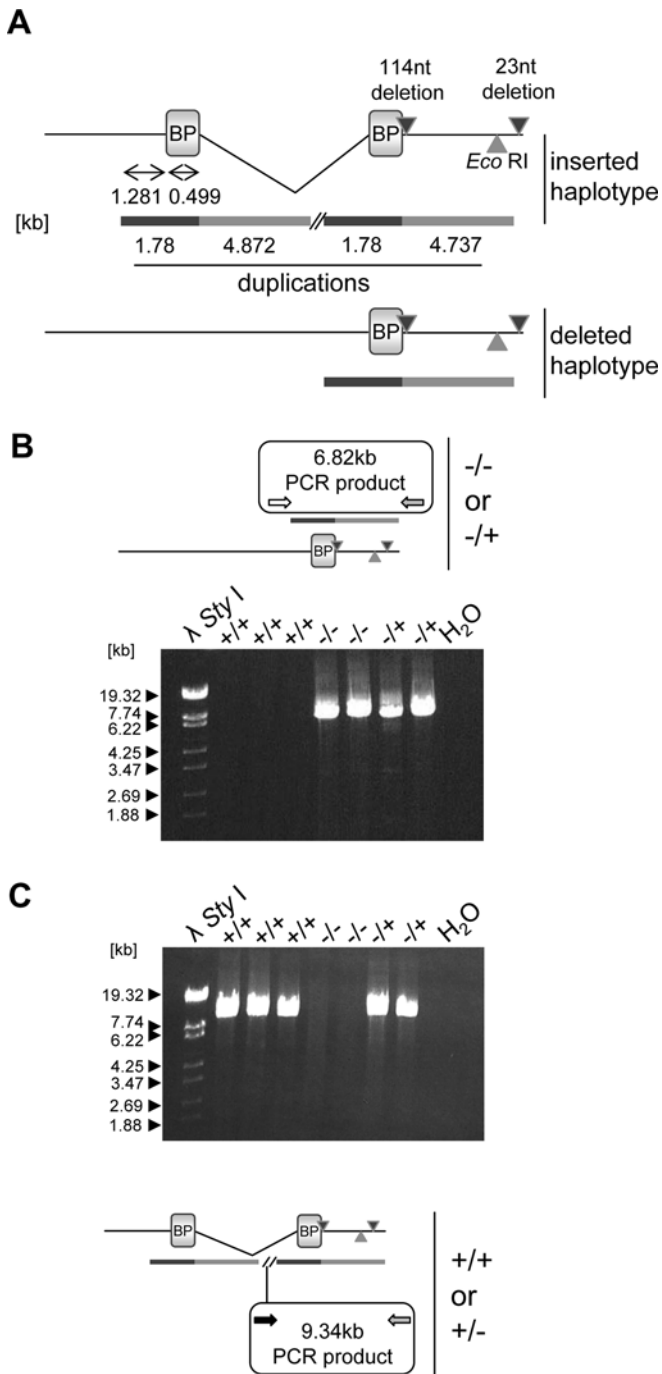 A
114nt
deletion
23nt
deletion
BP
BP
Eco RI
inserted
haplotype
1.281 0.499
[kb]
1.78 4.872 1.78 4.737
duplications
BP
deleted
haplotype
B
6.82kb
PCR product
-/-
or
-/+
BP
λ Sty I
+/+
+/+
+/+
-/-
-/-
-/+
-/+
H2O
[kb]
19.32
7.74
6.22
4.25
3.47
2.69
1.88
C
λ Sty I
+/+
+/+
+/+
-/-
-/-
-/+
-/+
H2O
[kb]
19.32
7.74
6.22
4.25
3.47
2.69
1.88
BP
BP
9.34kb
PCR product
+/+
or
+/-